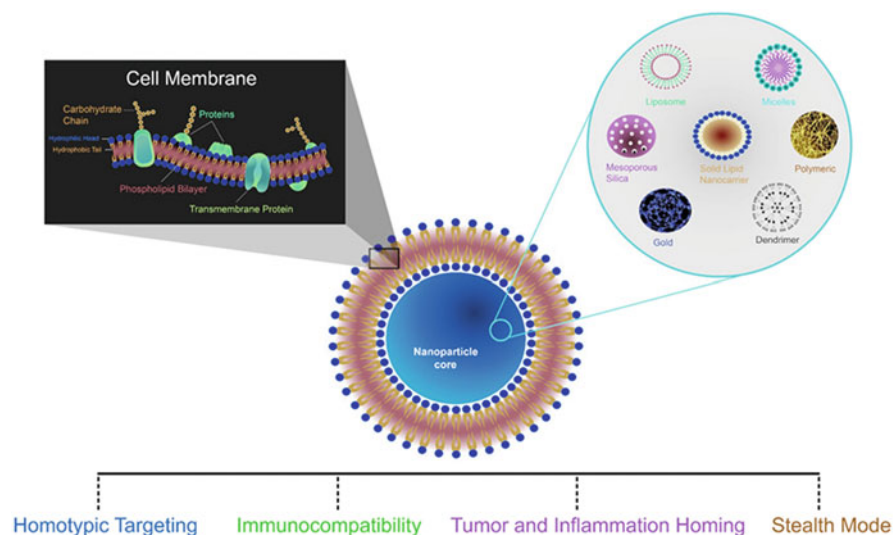 Cell Membrane
Carbohydrate
Chain
Proteins
Hydrophilic Head
Hydrophobic Tail
Phospholipid Bilayer
Transmembrane Protein
Liposome
Micelles
Mesoporous
Silica
Solid Lipid
Nanocarrier
Polymeric
Gold
Dendrimer
Nanoparticle
core
Homotypic Targeting
Immunocompatibility
Tumor and Inflammation Homing
Stealth Mode